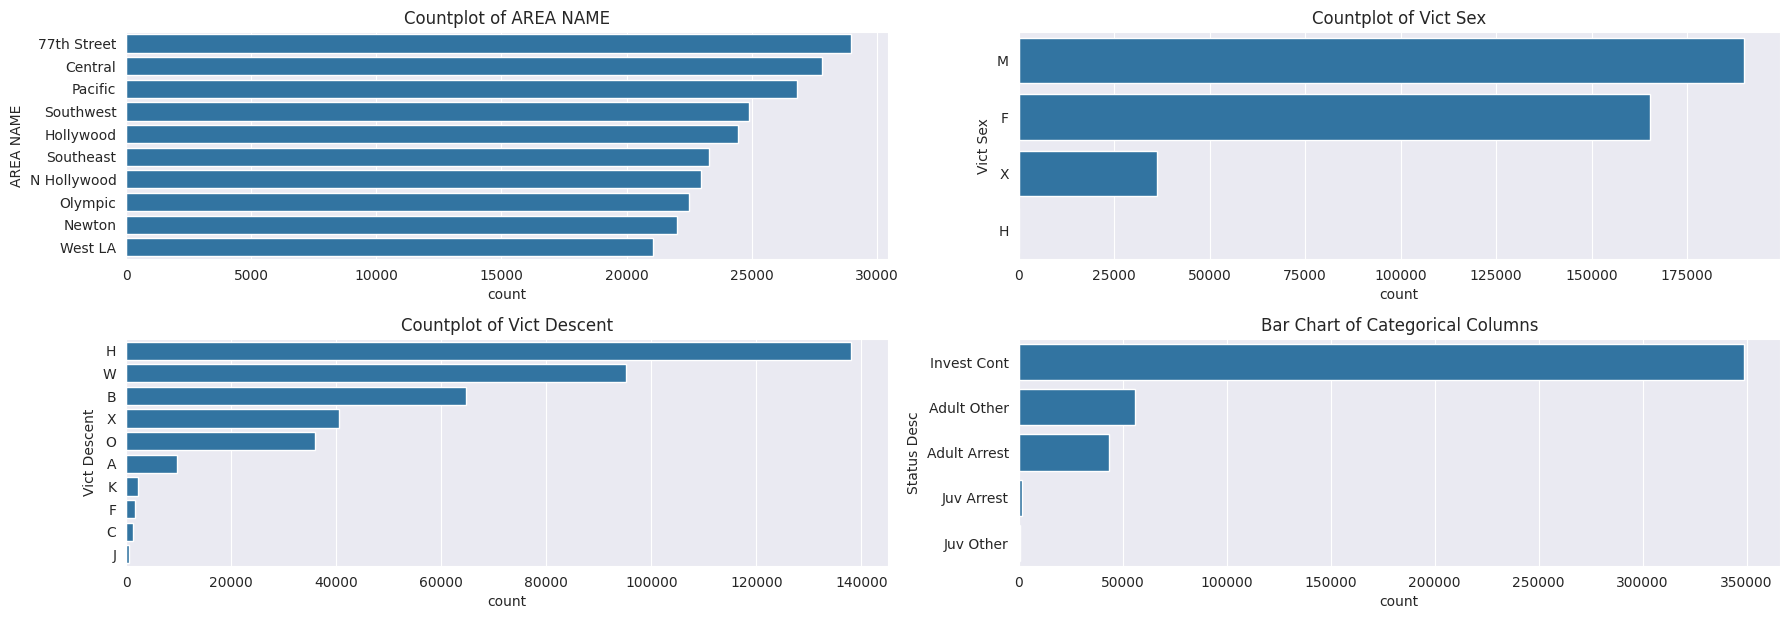 Countplot of AREA NAME
AREA NAME
77th Street
Central
Pacific
Southwest
Hollywood
Southeast
N Hollywood
Olympic
Newton
West LA
0 5000 10000 15000 20000 25000 30000
count
Countplot of Vict Sex
Vict Sex
M
F
X
H
0 25000 50000 75000 100000 125000 150000 175000
count
Countplot of Vict Descent
Vict Descent
H
W
B
X
O
A
K
F
C
J
0 20000 40000 60000 80000 100000 120000 140000
count
Bar Chart of Categorical Columns
Status Desc
Invest Cont
Adult Other
Adult Arrest
Juv Arrest
Juv Other
0 50000 100000 150000 200000 250000 300000 350000
count